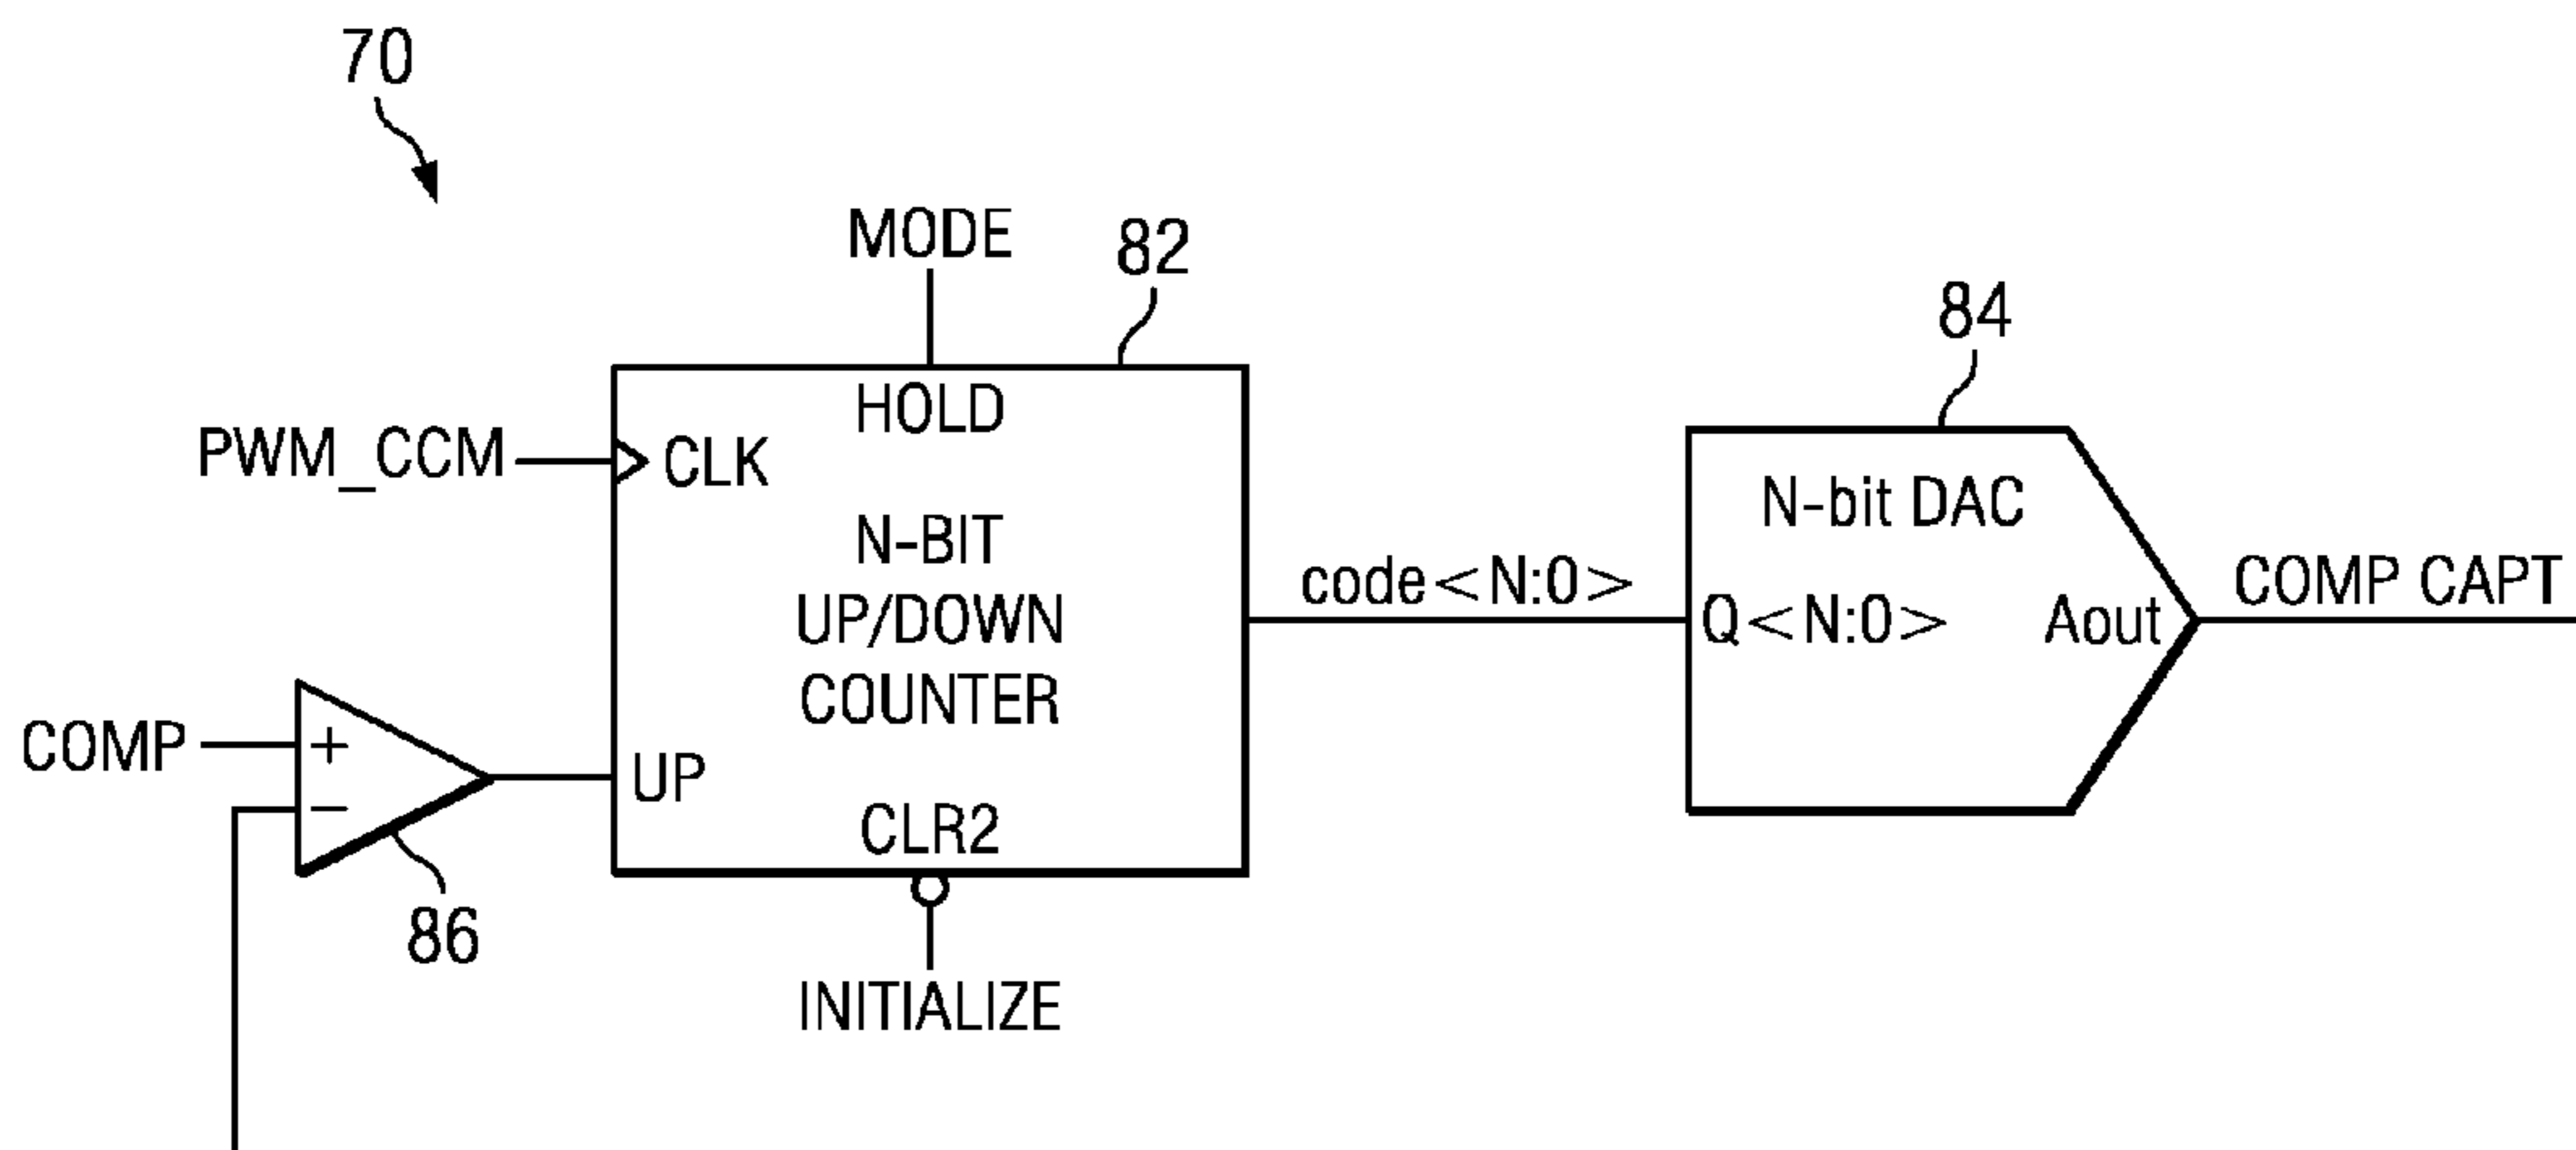 70
MODE
82
HOLD
84
PWM_CCM
CLK
N-bit DAC
N-BIT
UP/DOWN
COUNTER
code<N:0>
Q<N:0>
Aout
COMP CAPT
COMP
+
−
UP
CLR2
86
INITIALIZE